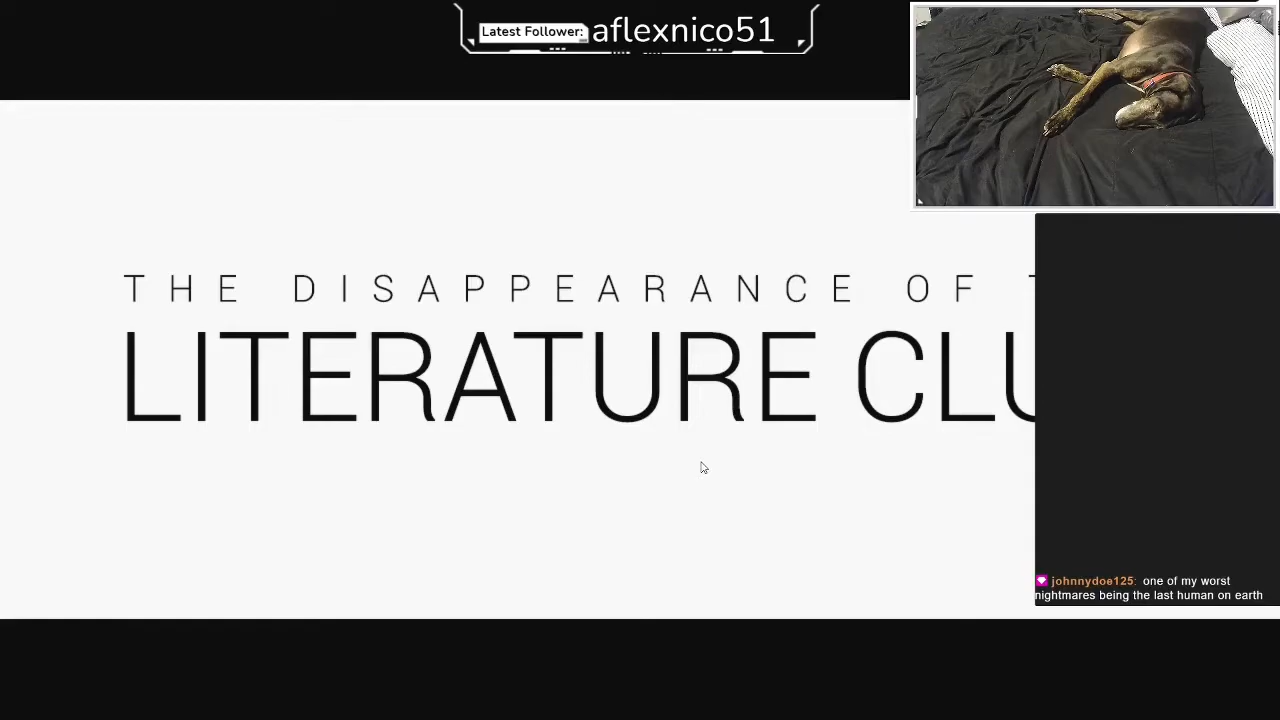 Latest Follower: aflexnico51
THE DISAPPEARANCE OF
LITERATURE CLU
johnnydoe125: one of my worst
nightmares being the last human on earth